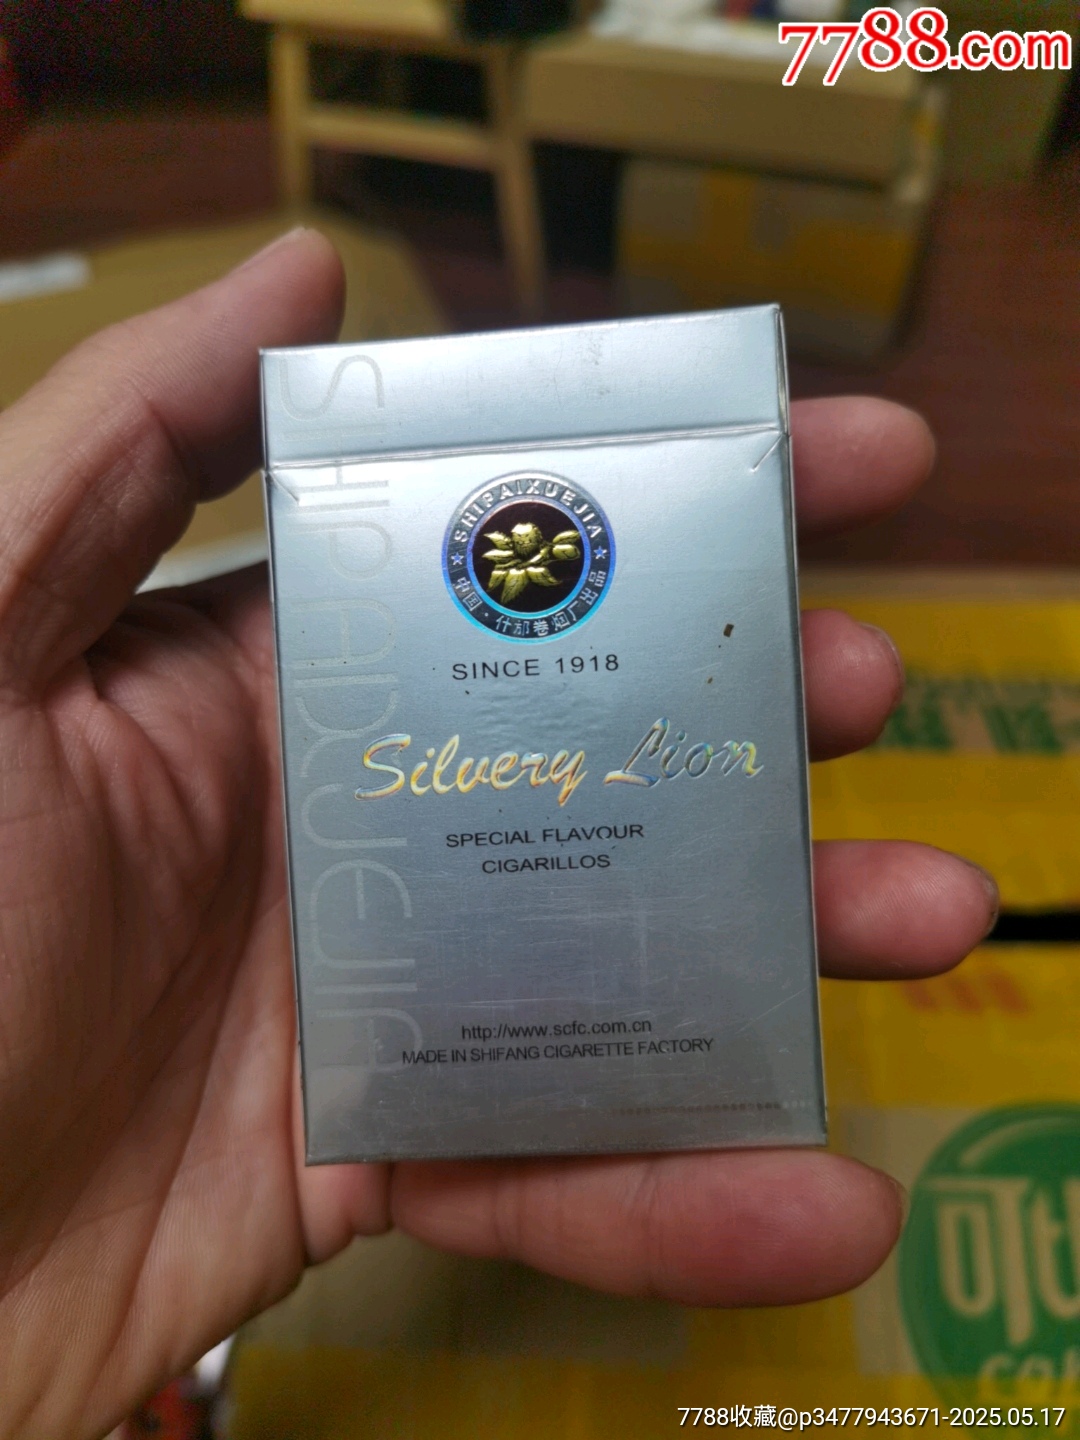 7788.com
SHIPAIXUEJIA
SHIPAIXUEJIA
中国·什邡卷烟厂出品
SINCE 1918
Silvery Lion
SPECIAL FLAVOUR
CIGARILLOS
http://www.scfc.com.cn
MADE IN SHIFANG CIGARETTE FACTORY
7788收藏@p3477943671-2025.05.17